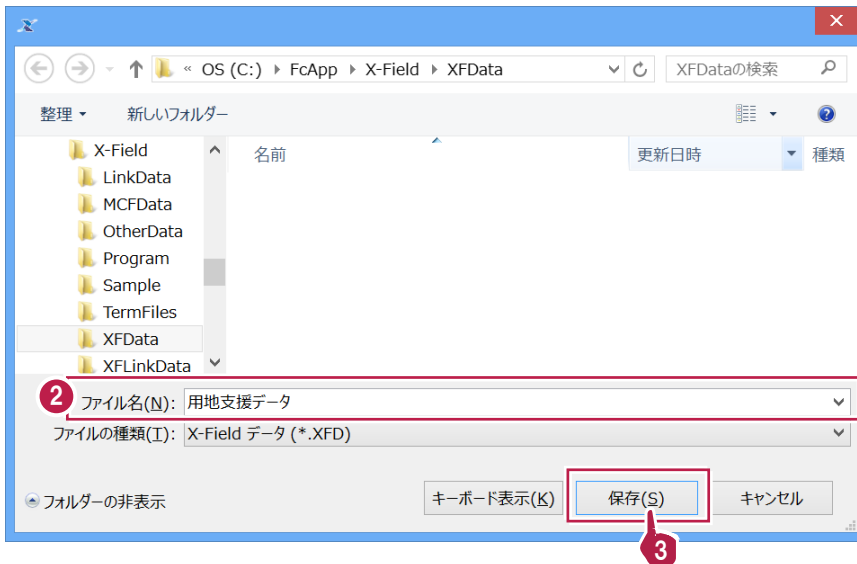 « OS (C:) FcApp X-Field XFData XFDataの検索
整理 新しいフォルダー
X-Field
LinkData
MCFData
OtherData
Program
Sample
TermFiles
XFData
XFLinkData
名前 更新日時 種類
2 ファイル名(N): 用地支援データ
ファイルの種類(T): X-Field データ (*.XFD)
フォルダーの非表示 キーボード表示(K) 保存(S) キャンセル
3